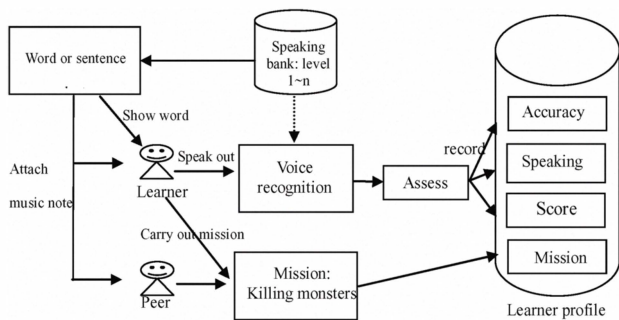 Word or sentence
.
Speaking
bank: level
1~n
Show word
Attach
music note
Learner
Speak out
Voice
recognition
Assess
record
Accuracy
Speaking
Score
Mission
Carry out mission
Peer
Mission:
Killing monsters
Learner profile